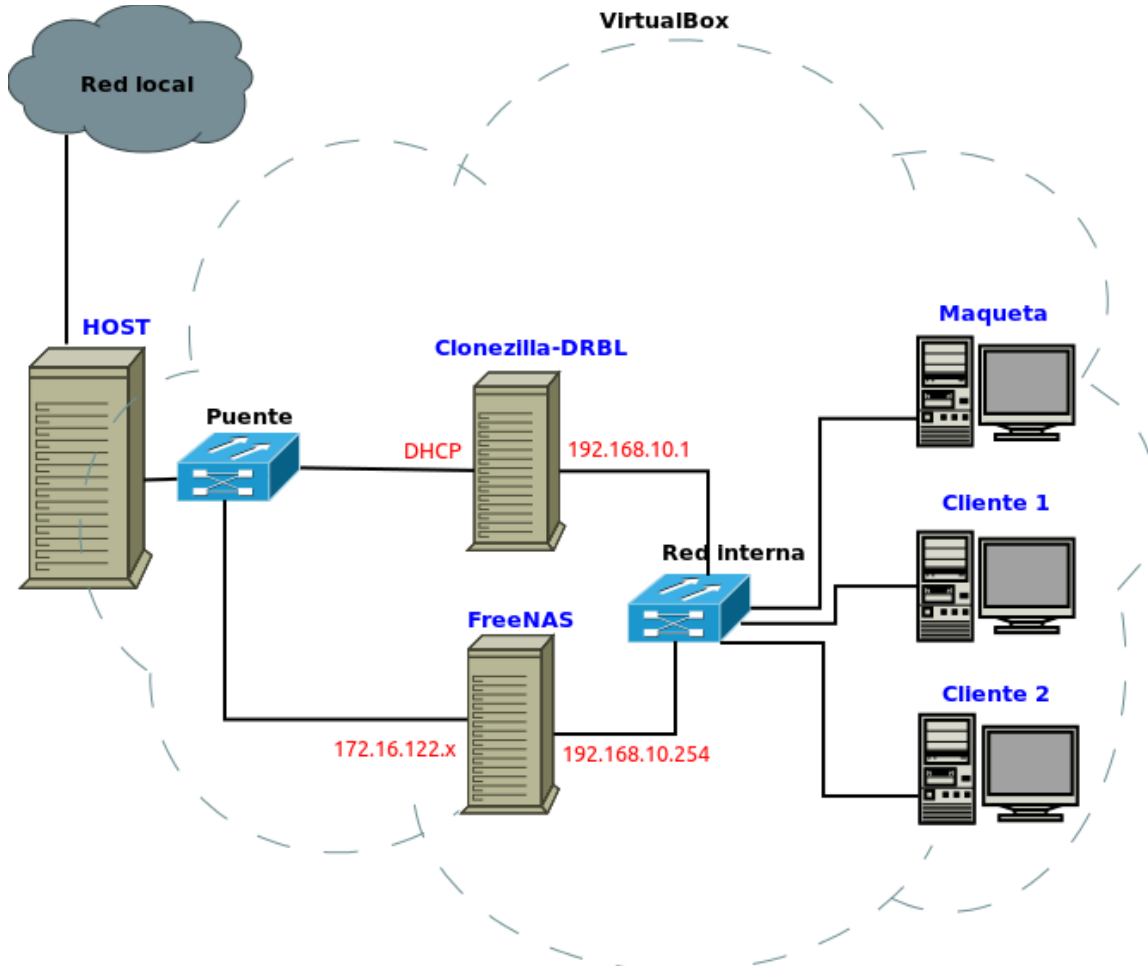 VirtualBox
Red local
HOST
Clonezilla-DRBL
Maqueta
Puente
DHCP
192.168.10.1
Cliente 1
Red interna
FreeNAS
Cliente 2
172.16.122.x
192.168.10.254